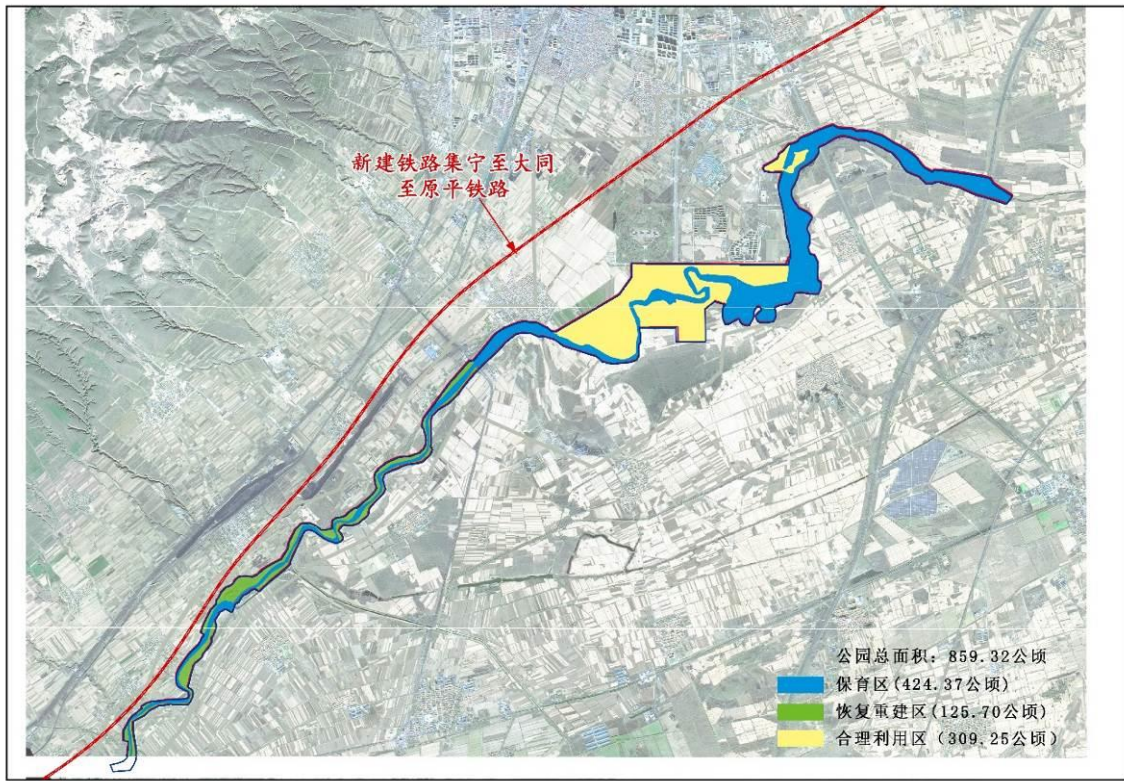 新建铁路集宁至大同
至原平铁路
公园总面积：859.32公顷
保育区(424.37公顷)
恢复重建区(125.70公顷)
合理利用区（309.25公顷）